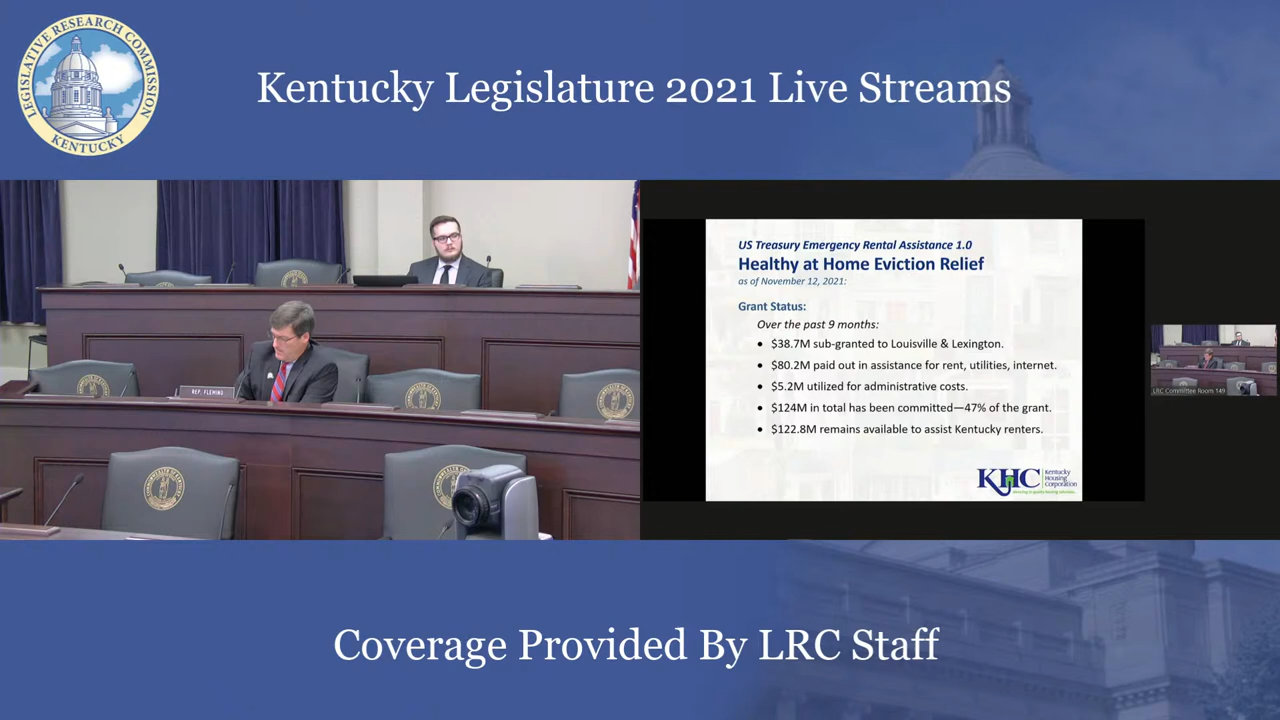 LEGISLATIVE RESEARCH COMMISSION
KENTUCKY
Kentucky Legislature 2021 Live Streams
REP. FLEMING
US Treasury Emergency Rental Assistance 1.0
Healthy at Home Eviction Relief
as of November 12, 2021:
Grant Status:
Over the past 9 months:
• $38.7M sub-granted to Louisville & Lexington.
• $80.2M paid out in assistance for rent, utilities, internet.
• $5.2M utilized for administrative costs.
• $124M in total has been committed—47% of the grant.
• $122.8M remains available to assist Kentucky renters.
KHC
Kentucky
Housing
Corporation
LRC Committee Room 149
Coverage Provided By LRC Staff